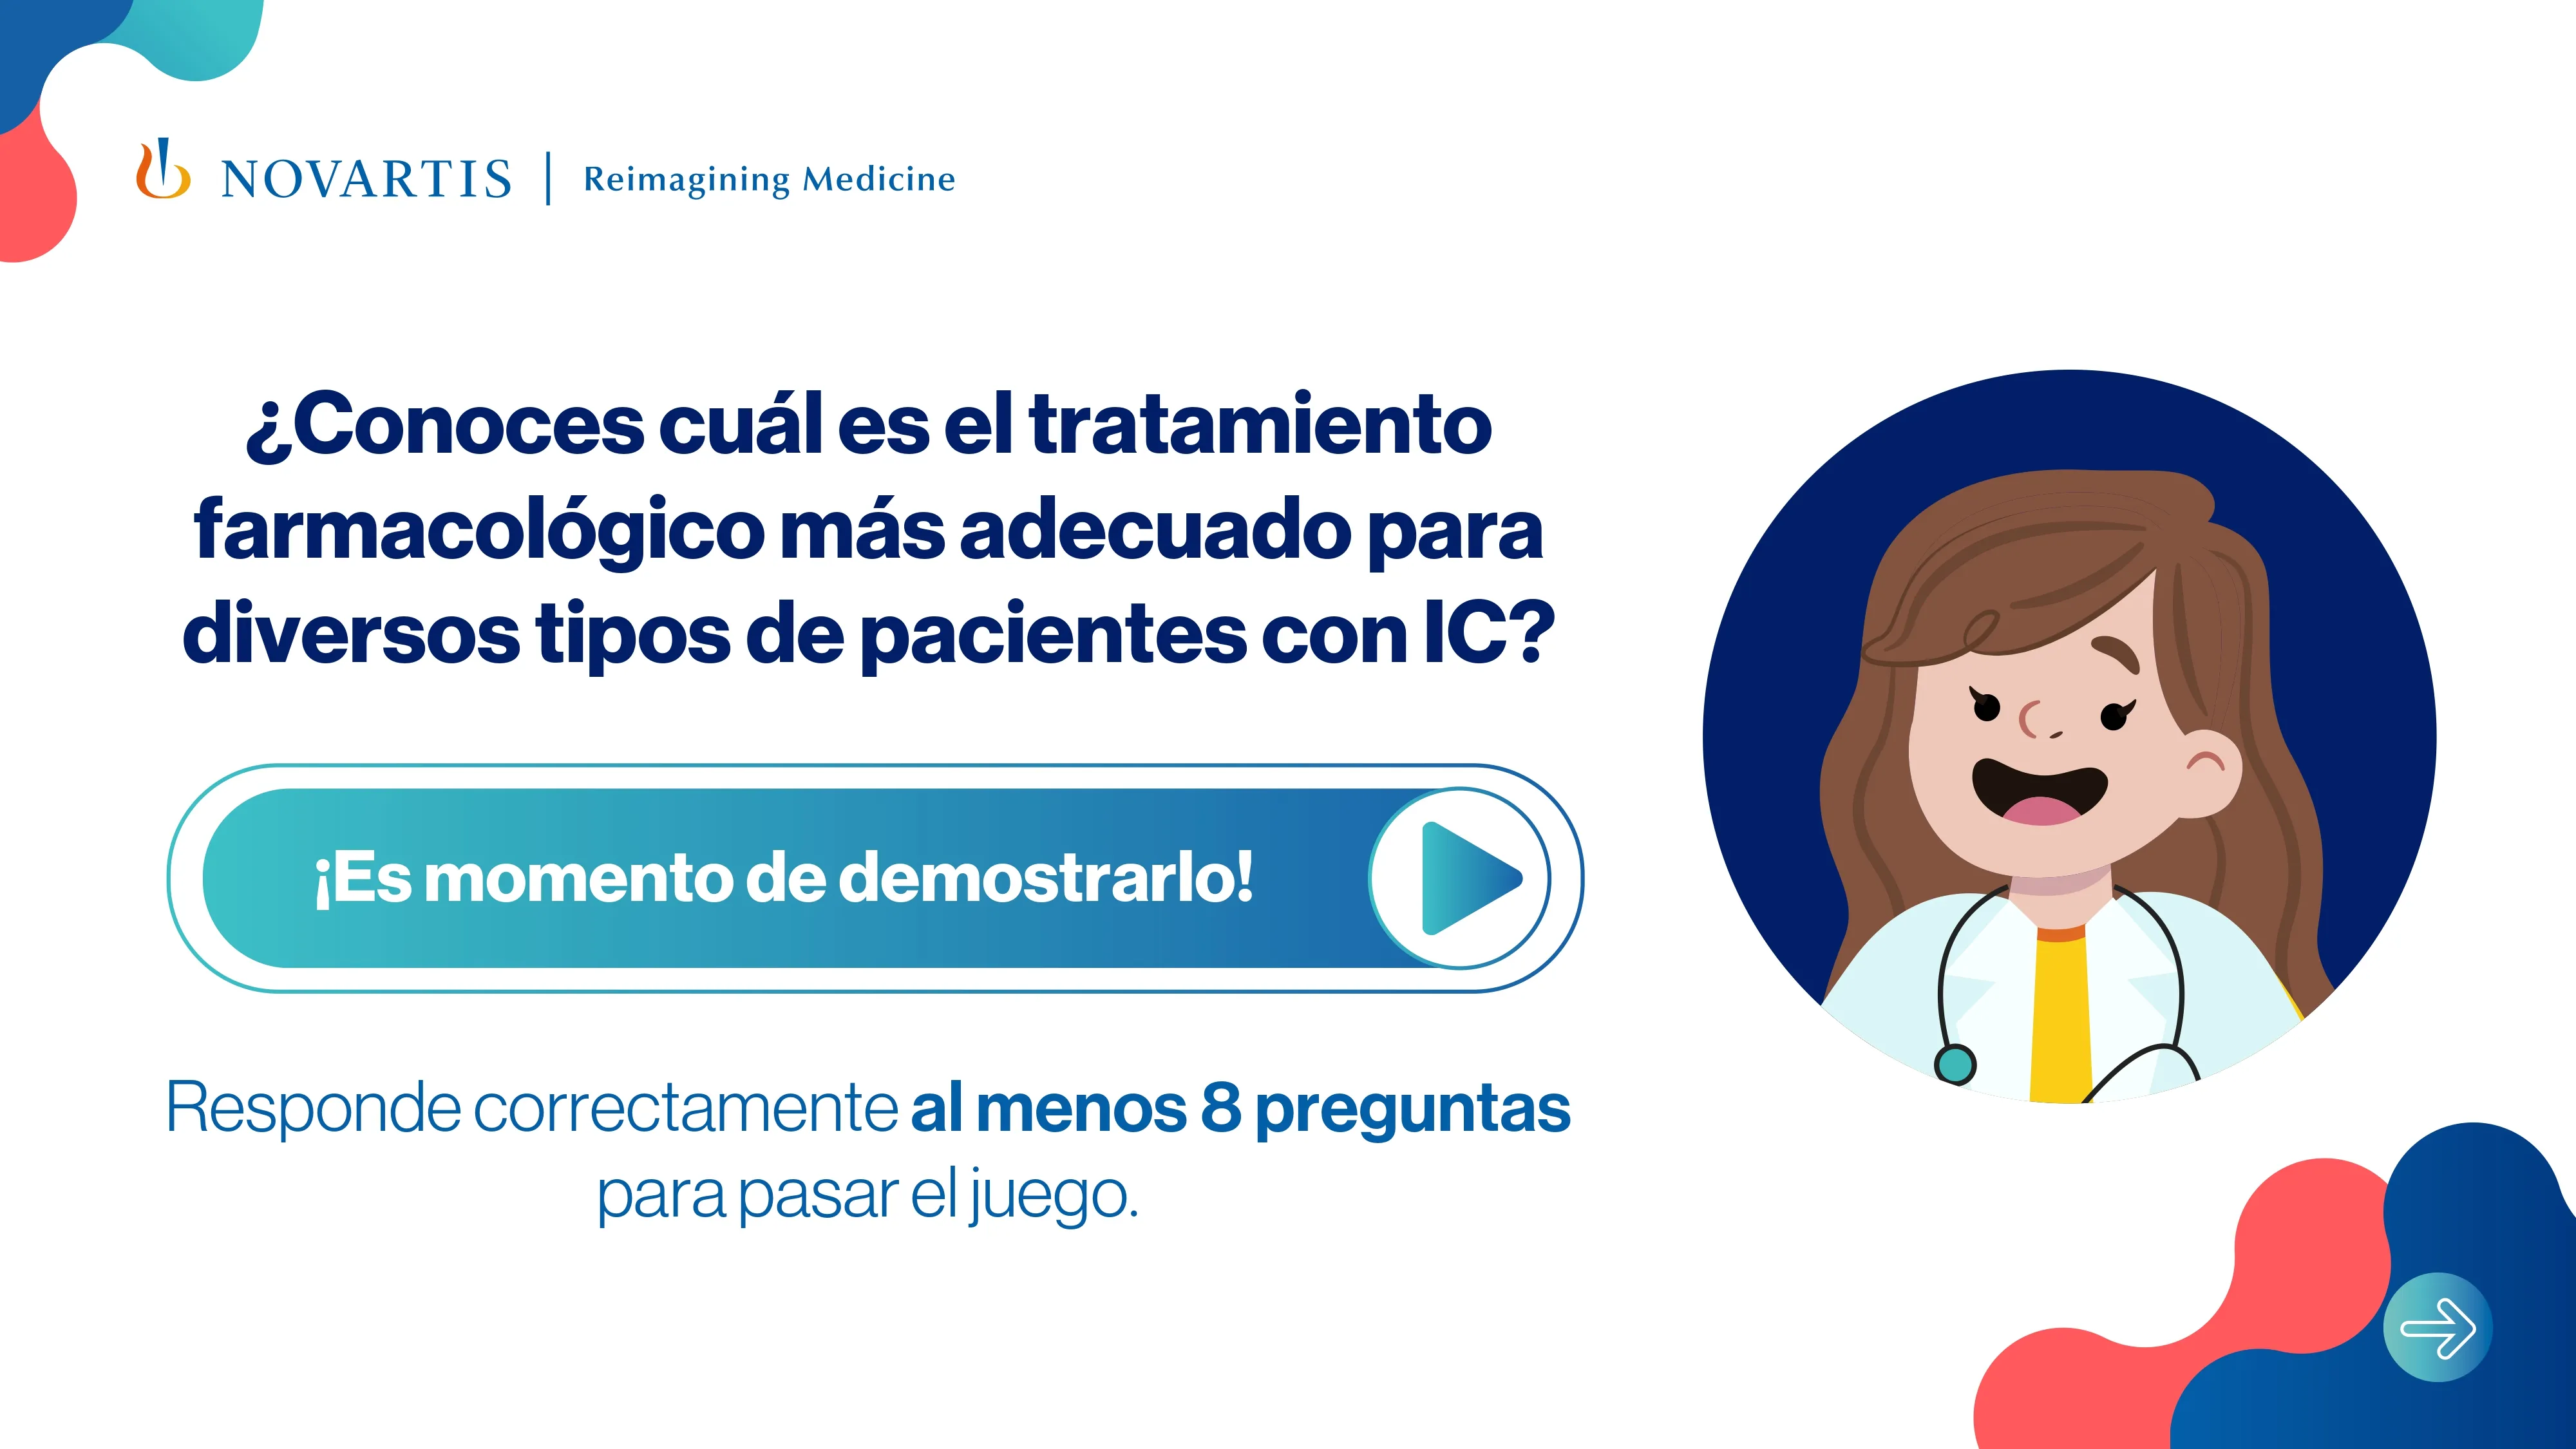 NOVARTIS | Reimagining Medicine
¿Conoces cuál es el tratamiento
farmacológico más adecuado para
diversos tipos de pacientes con IC?
¡Es momento de demostrarlo!
Responde correctamente al menos 8 preguntas
para pasar el juego.